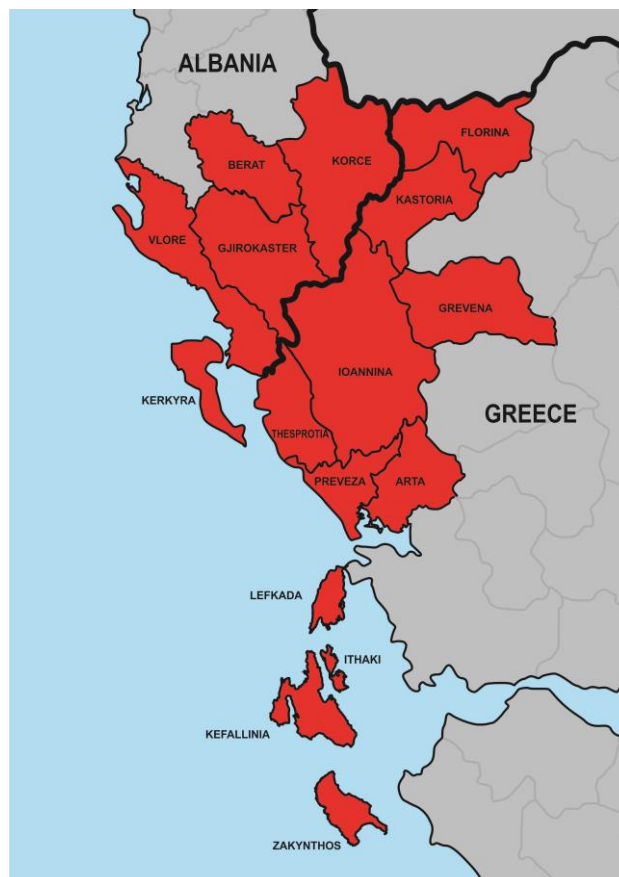 ALBANIA
FLORINA
BERAT
KORCE
KASTORIA
VLORE
GJIROKASTER
GREVENA
IOANNINA
KERKYRA
GREECE
THESPROTIA
PREVEZA
ARTA
LEFKADA
ITHAKI
KEFALLINIA
ZAKYNTHOS